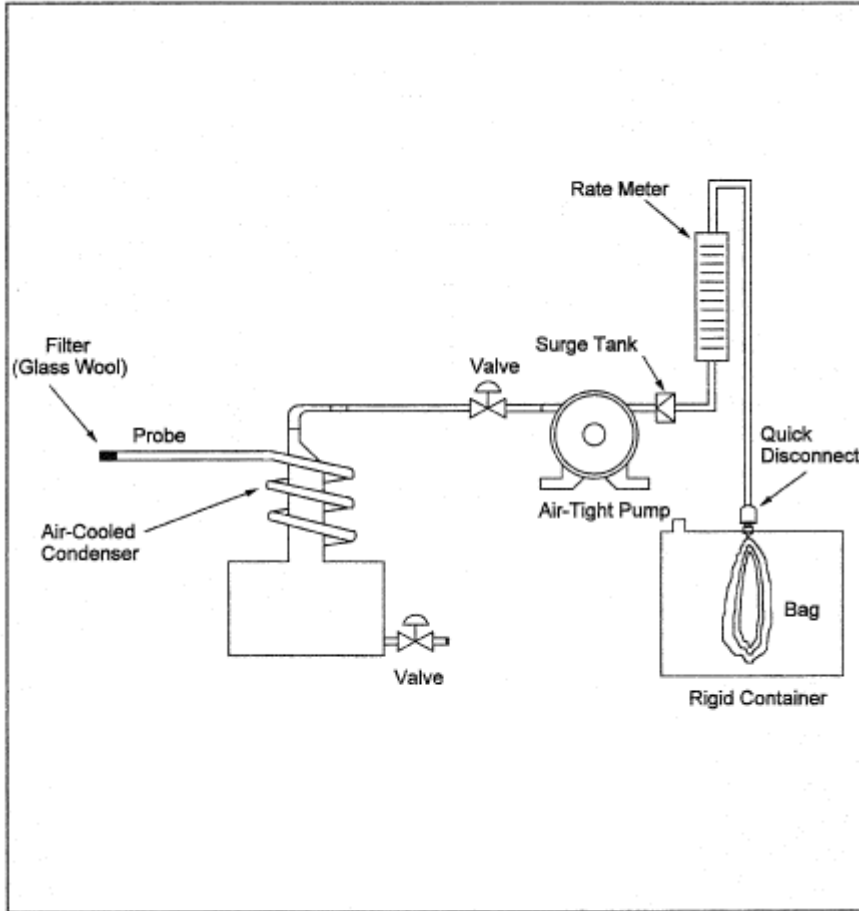 Rate Meter
Surge Tank
Valve
Filter
(Glass Wool)
Probe
Quick
Disconnect
Air-Cooled
Condenser
Air-Tight Pump
Bag
Valve
Rigid Container